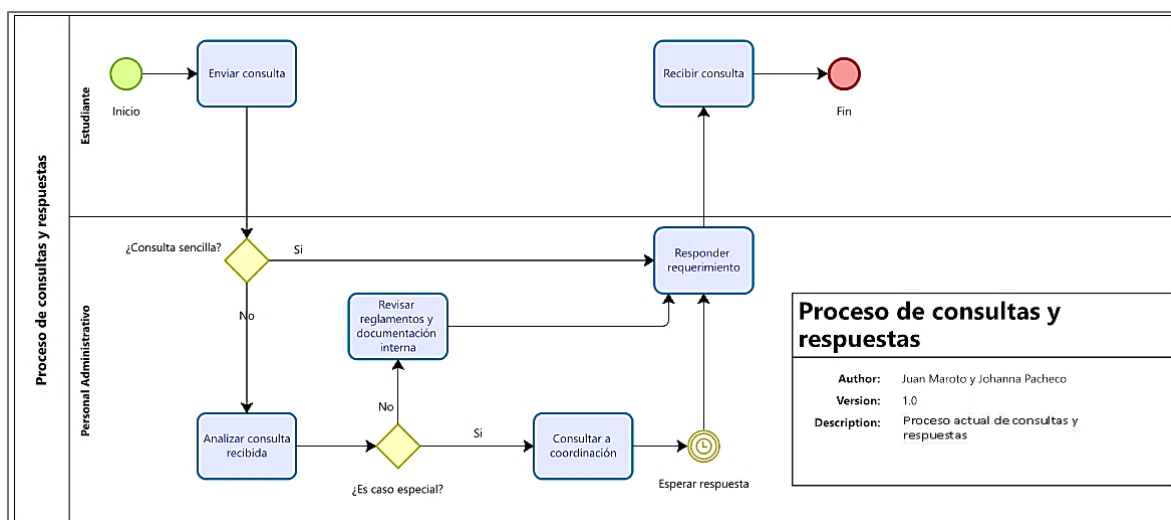 Proceso de consultas y respuestas
Estudiante
Inicio
Enviar consulta
Recibir consulta
Fin
Personal Administrativo
¿Consulta sencilla?
Si
No
Responder
requerimiento
Revisar
reglamentos y
documentación
interna
No
Analizar consulta
recibida
¿Es caso especial?
Si
Consultar a
coordinación
Esperar respuesta
Proceso de consultas y
respuestas
Author: Juan Maroto y Johanna Pacheco
Version: 1.0
Description: Proceso actual de consultas y
respuestas